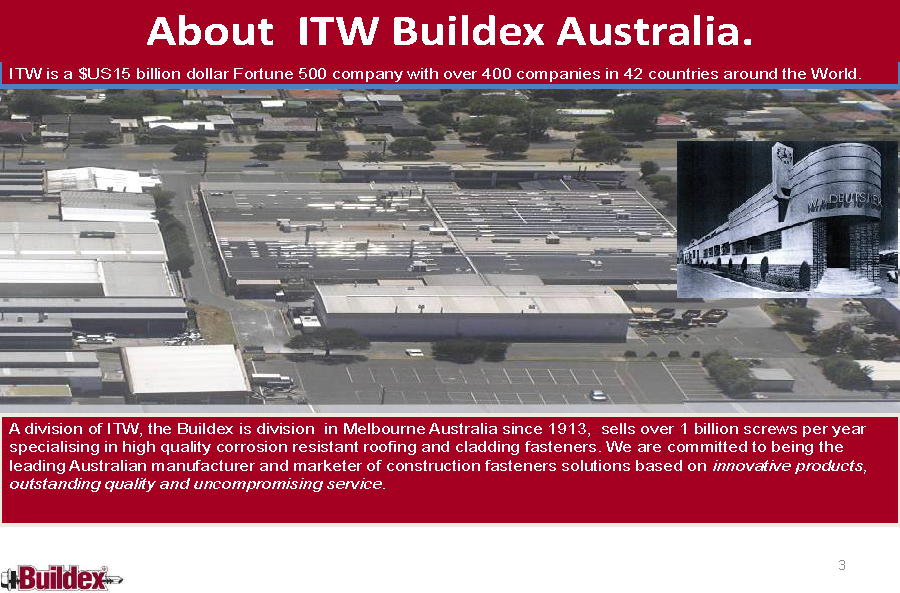 About ITW Buildex Australia.
ITW is a $US15 billion dollar Fortune 500 company with over 400 companies in 42 countries around the World.
A division of ITW, the Buildex is division in Melbourne Australia since 1913, sells over 1 billion screws per year
specialising in high quality corrosion resistant roofing and cladding fasteners. We are committed to being the
leading Australian manufacturer and marketer of construction fasteners solutions based on innovative products,
outstanding quality and uncompromising service.
3
Buildex